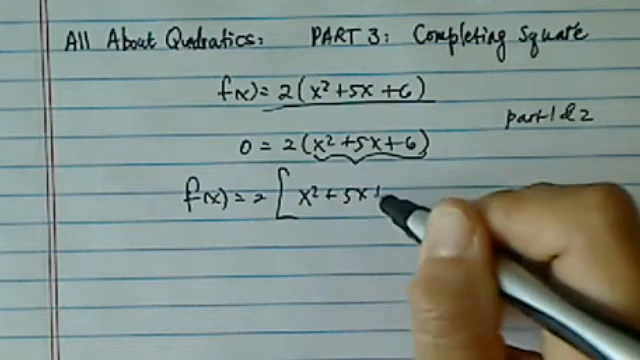 All About Quadratics: PART 3: Completing Square
f(x) = 2(x² + 5x + 6)
part 1 & 2
0 = 2(x² + 5x + 6)
f(x) = 2[x² + 5x +